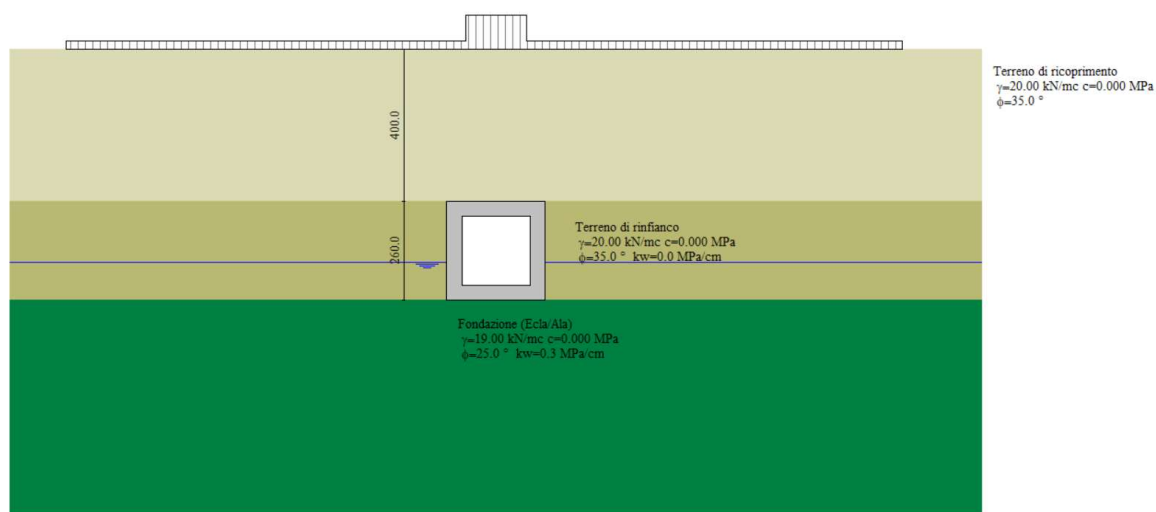 Terreno di ricoprimento
γ=20.00 kN/mc c=0.000 MPa
ϕ=35.0 °
400.0
Terreno di rinfianco
γ=20.00 kN/mc c=0.000 MPa
ϕ=35.0 ° kw=0.0 MPa/cm
260.0
Fondazione (Ecla/Ala)
γ=19.00 kN/mc c=0.000 MPa
ϕ=25.0 ° kw=0.3 MPa/cm